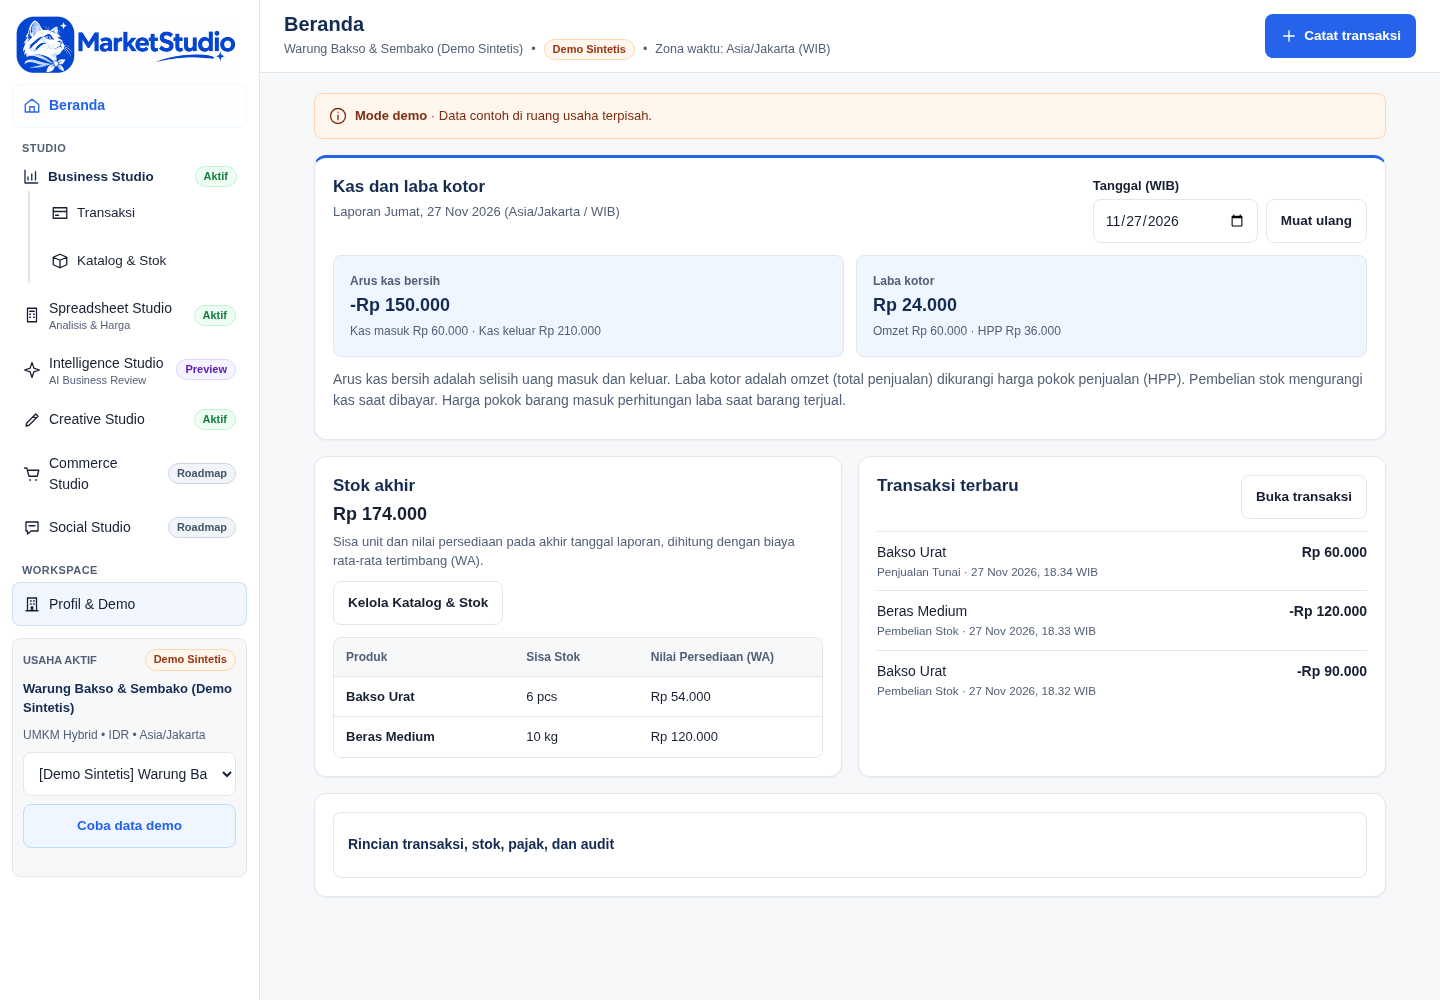 MarketStudio
Beranda
STUDIO
Business Studio
Aktif
Transaksi
Katalog & Stok
Spreadsheet Studio
Analisis & Harga
Aktif
Intelligence Studio
AI Business Review
Preview
Creative Studio
Aktif
Commerce
Studio
Roadmap
Social Studio
Roadmap
WORKSPACE
Profil & Demo
USAHA AKTIF
Demo Sintetis
Warung Bakso & Sembako (Demo
Sintetis)
UMKM Hybrid • IDR • Asia/Jakarta
[Demo Sintetis] Warung Ba
Coba data demo
Beranda
Warung Bakso & Sembako (Demo Sintetis) • Demo Sintetis • Zona waktu: Asia/Jakarta (WIB)
Catat transaksi
Mode demo · Data contoh di ruang usaha terpisah.
Kas dan laba kotor
Laporan Jumat, 27 Nov 2026 (Asia/Jakarta / WIB)
Tanggal (WIB)
11/27/2026
Muat ulang
Arus kas bersih
-Rp 150.000
Kas masuk Rp 60.000 · Kas keluar Rp 210.000
Laba kotor
Rp 24.000
Omzet Rp 60.000 · HPP Rp 36.000
Arus kas bersih adalah selisih uang masuk dan keluar. Laba kotor adalah omzet (total penjualan) dikurangi harga pokok penjualan (HPP). Pembelian stok mengurangi
kas saat dibayar. Harga pokok barang masuk perhitungan laba saat barang terjual.
Stok akhir
Rp 174.000
Sisa unit dan nilai persediaan pada akhir tanggal laporan, dihitung dengan biaya
rata-rata tertimbang (WA).
Kelola Katalog & Stok
Produk Sisa Stok Nilai Persediaan (WA)
Bakso Urat 6 pcs Rp 54.000
Beras Medium 10 kg Rp 120.000
Transaksi terbaru
Buka transaksi
Bakso Urat Rp 60.000
Penjualan Tunai · 27 Nov 2026, 18.34 WIB
Beras Medium -Rp 120.000
Pembelian Stok · 27 Nov 2026, 18.33 WIB
Bakso Urat -Rp 90.000
Pembelian Stok · 27 Nov 2026, 18.32 WIB
Rincian transaksi, stok, pajak, dan audit